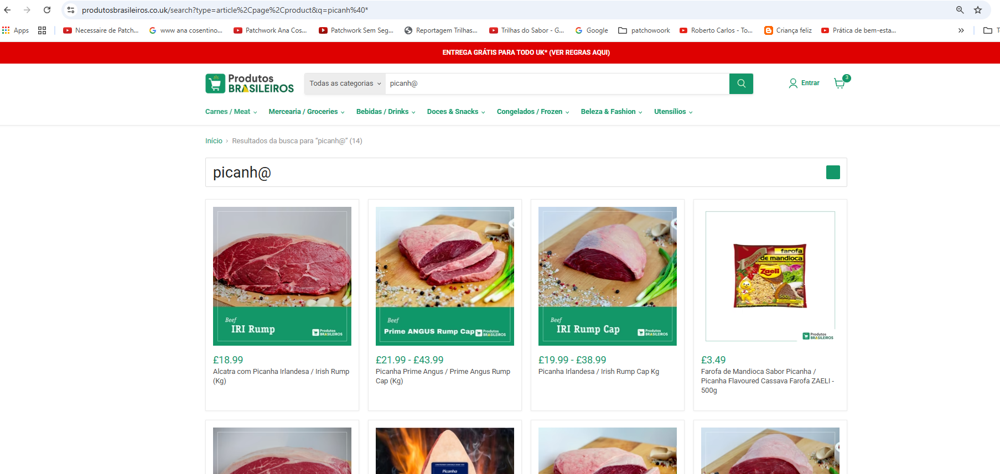 produtosbrasileiros.co.uk/search?type=article%2Cpage%2Cproduct&q=picanh%40*
Apps
Necessaire de Patch...
www ana cosentino...
Patchwork Ana Cos...
Patchwork Sem Seg...
Reportagem Trilhas...
Trilhas do Sabor - G...
Google
patchowoork
Roberto Carlos - To...
Criança feliz
Prática de bem-esta...
»
ENTREGA GRÁTIS PARA TODO UK* (VER REGRAS AQUI)
Produtos
BRASILEIROS
Todas as categorias
picanh@
Entrar
3
Carnes / Meat
Mercearia / Groceries
Bebidas / Drinks
Doces & Snacks
Congelados / Frozen
Beleza & Fashion
Utensílios
Início › Resultados da busca para “picanh@” (14)
picanh@
Beef
IRI Rump
Produtos
BRASILEIROS
£18.99
Alcatra com Picanha Irlandesa / Irish Rump
(Kg)
Beef
Prime ANGUS Rump Cap
Produtos
BRASILEIROS
£21.99 - £43.99
Picanha Prime Angus / Prime Angus Rump
Cap (Kg)
Beef
IRI Rump Cap
Produtos
BRASILEIROS
£19.99 - £38.99
Picanha Irlandesa / Irish Rump Cap Kg
Picanha
farofa
de mandioca
Zaeli
500g
Produtos
BRASILEIROS
£3.49
Farofa de Mandioca Sabor Picanha /
Picanha Flavoured Cassava Farofa ZAELI -
500g
Picanha